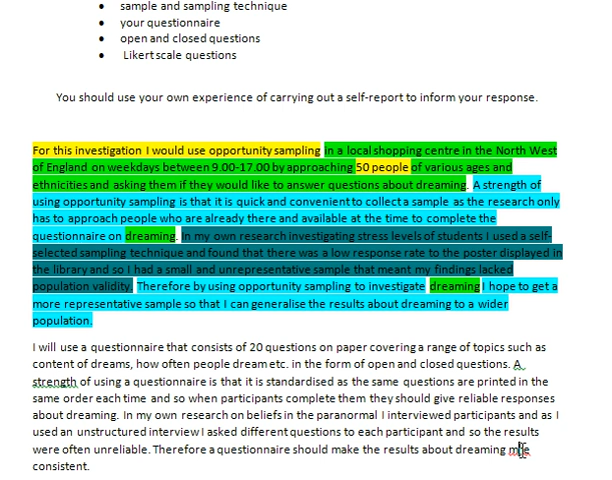 • sample and sampling technique
• your questionnaire
• open and closed questions
• Likert scale questions
You should use your own experience of carrying out a self-report to inform your response.
For this investigation I would use opportunity sampling in a local shopping centre in the North West
of England on weekdays between 9.00-17.00 by approaching 50 people of various ages and
ethnicities and asking them if they would like to answer questions about dreaming. A strength of
using opportunity sampling is that it is quick and convenient to collect a sample as the research only
has to approach people who are already there and available at the time to complete the
questionnaire on dreaming. In my own research investigating stress levels of students I used a self-
selected sampling technique and found that there was a low response rate to the poster displayed in
the library and so I had a small and unrepresentative sample that meant my findings lacked
population validity. Therefore by using opportunity sampling to investigate dreaming I hope to get a
more representative sample so that I can generalise the results about dreaming to a wider
population.
I will use a questionnaire that consists of 20 questions on paper covering a range of topics such as
content of dreams, how often people dream etc. in the form of open and closed questions. A
strength of using a questionnaire is that it is standardised as the same questions are printed in the
same order each time and so when participants complete them they should give reliable responses
about dreaming. In my own research on beliefs in the paranormal I interviewed participants and as I
used an unstructured interview I asked different questions to each participant and so the results
were often unreliable. Therefore a questionnaire should make the results about dreaming
consistent.